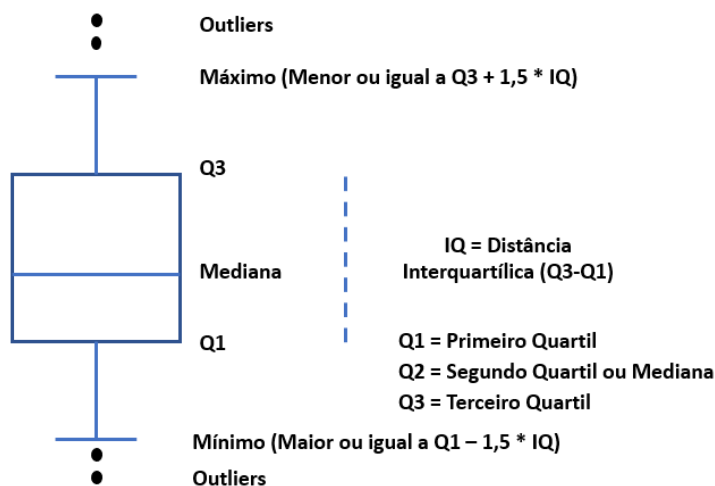 Outliers
Máximo (Menor ou igual a Q3 + 1,5 * IQ)
Q3
Mediana
Q1
IQ = Distância
Interquartílica (Q3-Q1)
Q1 = Primeiro Quartil
Q2 = Segundo Quartil ou Mediana
Q3 = Terceiro Quartil
Mínimo (Maior ou igual a Q1 – 1,5 * IQ)
Outliers